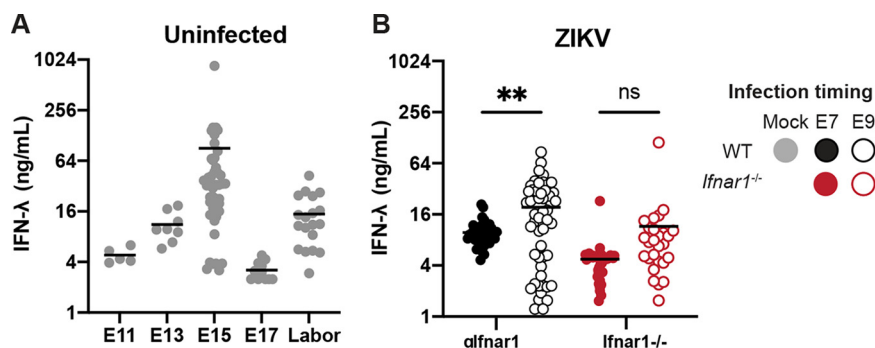 A
Uninfected
IFN-λ (ng/mL)
1024
256
64
16
4
1
E11 E13 E15 E17 Labor
B
ZIKV
IFN-λ (ng/mL)
1024
256
64
16
4
1
** ns
αIfnar1 Ifnar1-/-
Infection timing
Mock E7 E9
WT
Ifnar1-/-